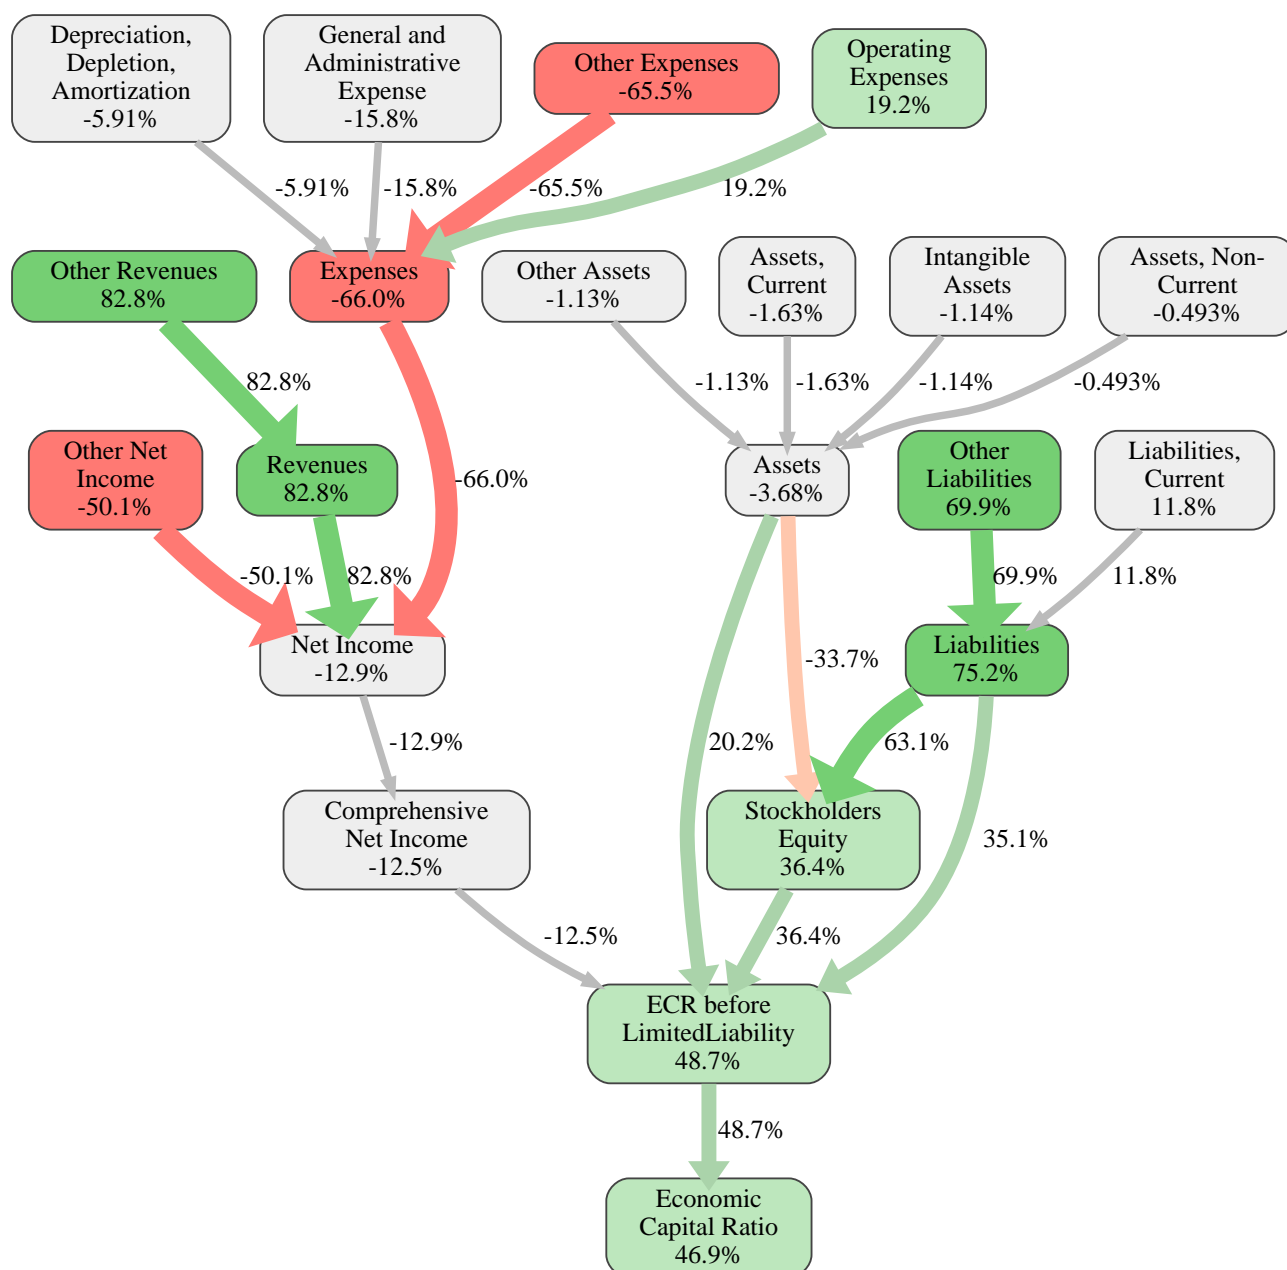 Depreciation,
Depletion,
Amortization
-5.91%
General and
Administrative
Expense
-15.8%
Other Expenses
-65.5%
Operating
Expenses
19.2%
-5.91%
-15.8%
-65.5%
19.2%
Other Revenues
82.8%
Expenses
-66.0%
Other Assets
-1.13%
Assets,
Current
-1.63%
Intangible
Assets
-1.14%
Assets, Non-
Current
-0.493%
82.8%
-1.13%
-1.63%
-1.14%
-0.493%
Other Net
Income
-50.1%
Revenues
82.8%
-66.0%
Assets
-3.68%
Other
Liabilities
69.9%
Liabilities,
Current
11.8%
-50.1%
82.8%
69.9%
11.8%
Net Income
-12.9%
-33.7%
Liabilities
75.2%
-12.9%
20.2%
63.1%
Comprehensive
Net Income
-12.5%
Stockholders
Equity
36.4%
35.1%
-12.5%
36.4%
ECR before
LimitedLiability
48.7%
48.7%
Economic
Capital Ratio
46.9%